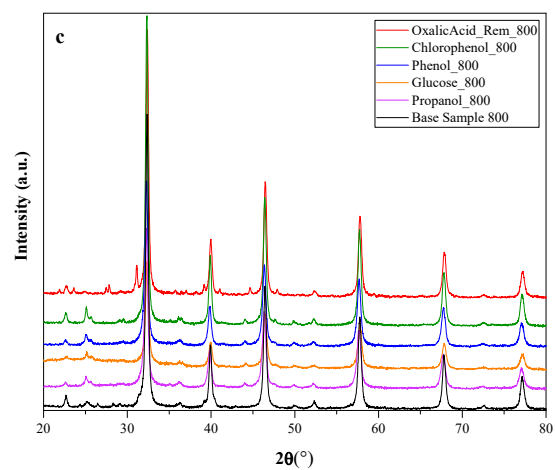 c
OxalicAcid_Rem_800
Chlorophenol_800
Phenol_800
Glucose_800
Propanol_800
Base Sample 800
Intensity (a.u.)
20 30 40 50 60 70 80
2θ(°)